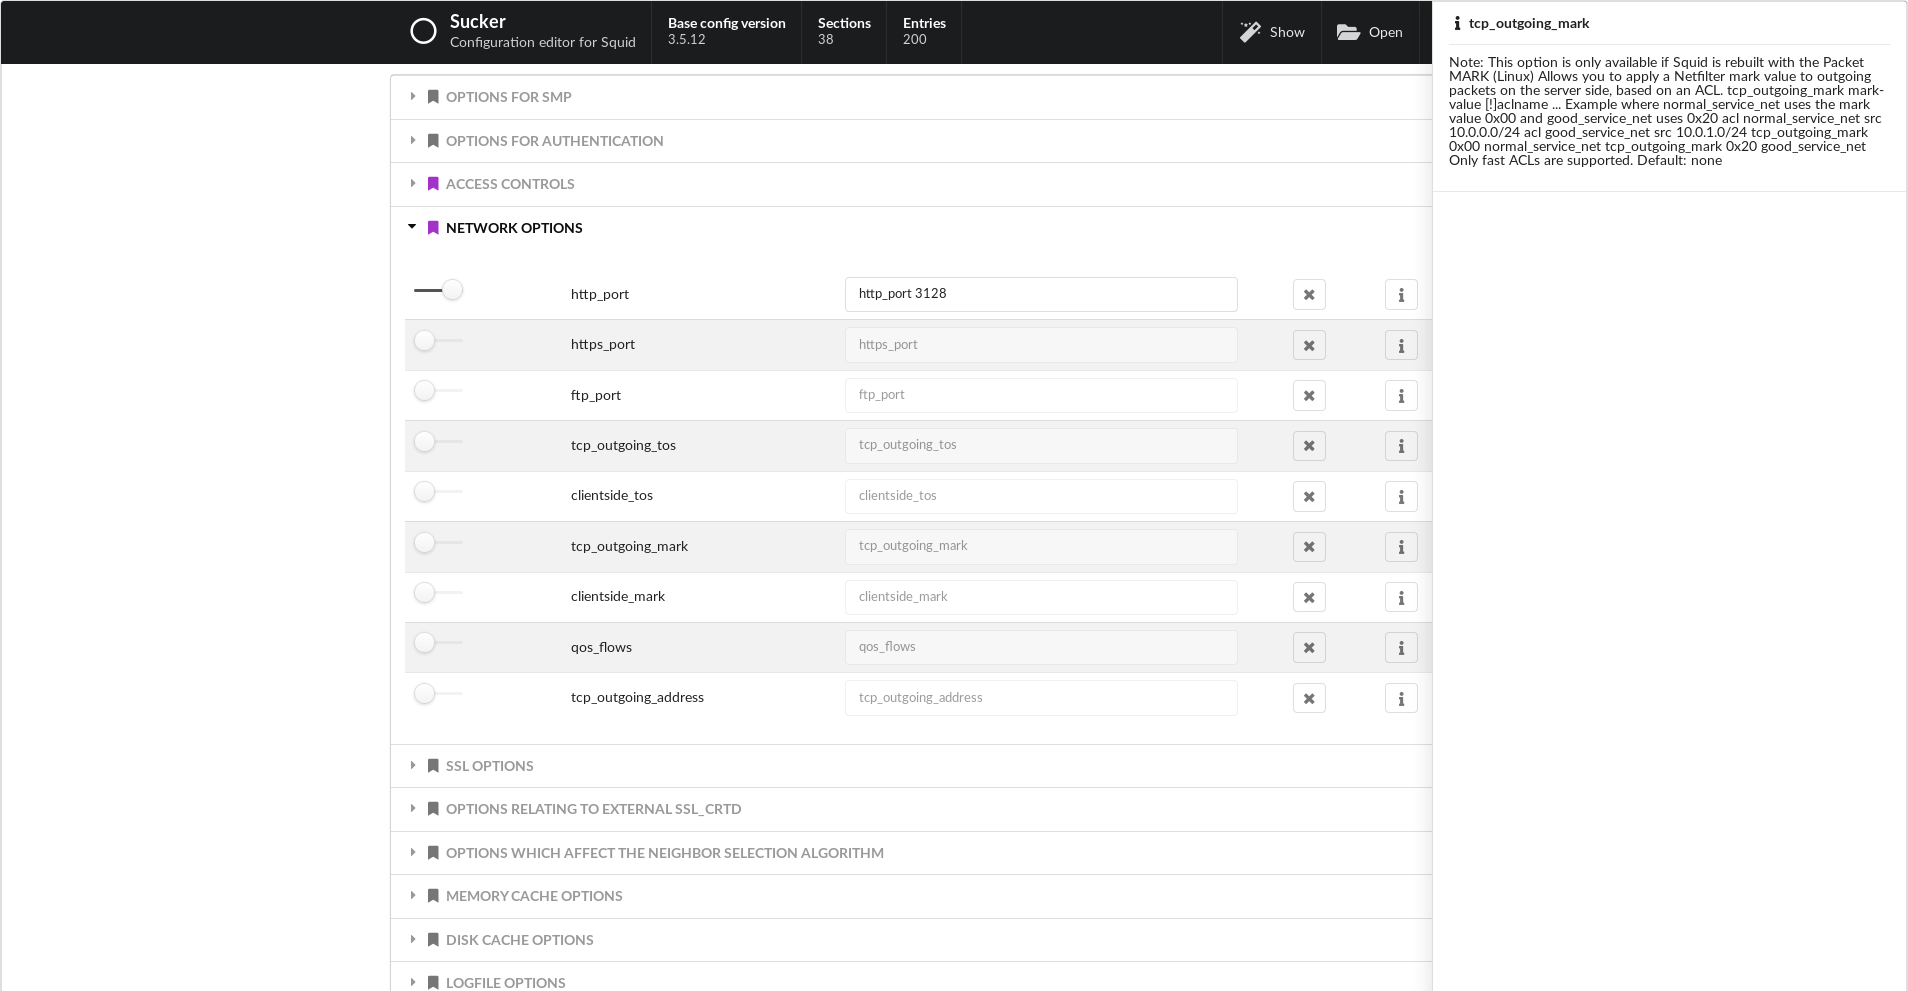 Sucker
Configuration editor for Squid
Base config version
3.5.12
Sections
38
Entries
200
Show
Open
OPTIONS FOR SMP
OPTIONS FOR AUTHENTICATION
ACCESS CONTROLS
NETWORK OPTIONS
http_port http_port 3128
https_port https_port
ftp_port ftp_port
tcp_outgoing_tos tcp_outgoing_tos
clientside_tos clientside_tos
tcp_outgoing_mark tcp_outgoing_mark
clientside_mark clientside_mark
qos_flows qos_flows
tcp_outgoing_address tcp_outgoing_address
SSL OPTIONS
OPTIONS RELATING TO EXTERNAL SSL_CRTD
OPTIONS WHICH AFFECT THE NEIGHBOR SELECTION ALGORITHM
MEMORY CACHE OPTIONS
DISK CACHE OPTIONS
LOGFILE OPTIONS
tcp_outgoing_mark
Note: This option is only available if Squid is rebuilt with the Packet
MARK (Linux) Allows you to apply a Netfilter mark value to outgoing
packets on the server side, based on an ACL. tcp_outgoing_mark mark-
value [!]aclname ... Example where normal_service_net uses the mark
value 0x00 and good_service_net uses 0x20 acl normal_service_net src
10.0.0.0/24 acl good_service_net src 10.0.1.0/24 tcp_outgoing_mark
0x00 normal_service_net tcp_outgoing_mark 0x20 good_service_net
Only fast ACLs are supported. Default: none